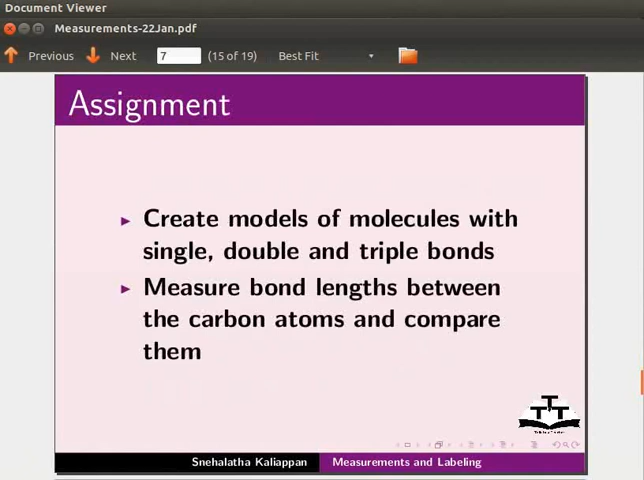 Document Viewer
Measurements-22Jan.pdf
Previous Next 7 (15 of 19) Best Fit
Assignment
Create models of molecules with
single, double and triple bonds
Measure bond lengths between
the carbon atoms and compare
them
Snehalatha Kaliappan Measurements and Labeling